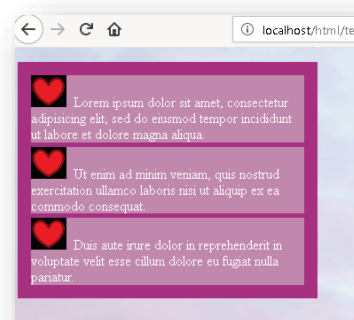 localhost/html/te
Lorem ipsum dolor sit amet, consectetur
adipisicing elit, sed do eiusmod tempor incididunt
ut labore et dolore magna aliqua.
Ut enim ad minim veniam, quis nostrud
exercitation ullamco laboris nisi ut aliquip ex ea
commodo consequat.
Duis aute irure dolor in reprehenderit in
voluptate velit esse cillum dolore eu fugiat nulla
pariatur.